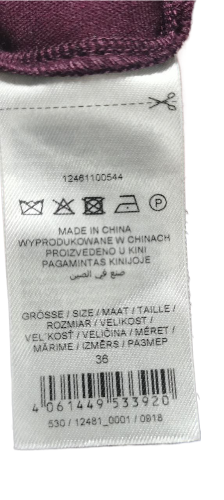 12461100544
P
MADE IN CHINA
WYPRODUKOWANE W CHINACH
PROIZVEDENO U KINI
PAGAMINTAS KINIJOJE
صنع في الصين
GRÖSSE / SIZE / MAAT / TAILLE /
ROZMIAR / VELIKOST /
VEĽKOSŤ / VELIČINA / MÉRET /
MĂRIME / IZMĒRS / РАЗМЕР
36
4 061449 533920
530 / 12461_0001 / 0918